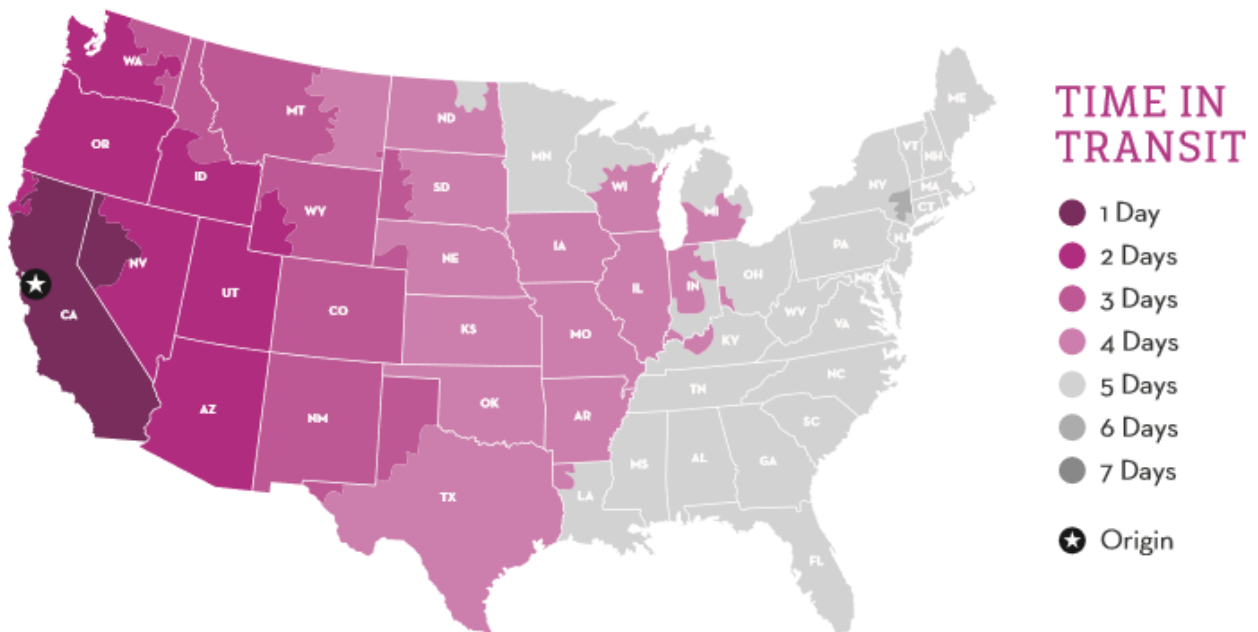 WA
MT
ND
ME
OR
MN
VT
NH
ID
SD
WI
NY
MA
WY
MI
CT
IA
PA
NJ
NE
OH
NV
UT
IL
IN
MD
CA
CO
WV
VA
KS
MO
KY
NC
AZ
OK
TN
NM
AR
SC
MS
AL
GA
TX
LA
FL
TIME IN
TRANSIT
1 Day
2 Days
3 Days
4 Days
5 Days
6 Days
7 Days
Origin